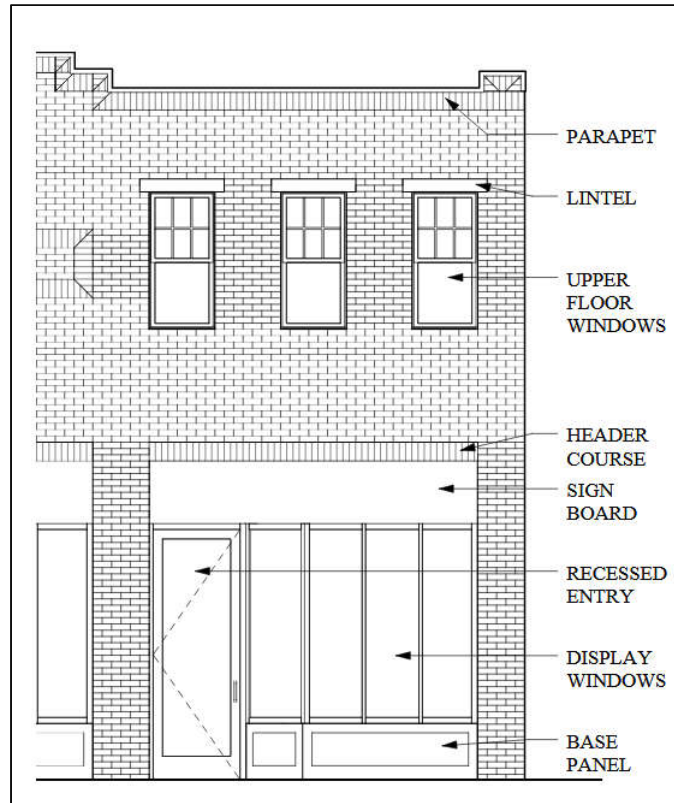 PARAPET
LINTEL
UPPER
FLOOR
WINDOWS
HEADER
COURSE
SIGN
BOARD
RECESSED
ENTRY
DISPLAY
WINDOWS
BASE
PANEL